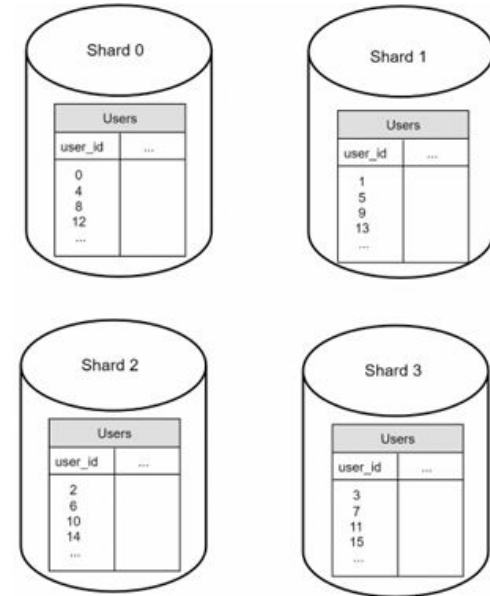 Shard 0
Users
user_id ...
0
4
8
12
...
Shard 1
Users
user_id ...
1
5
9
13
...
Shard 2
Users
user_id ...
2
6
10
14
...
Shard 3
Users
user_id ...
3
7
11
15
...